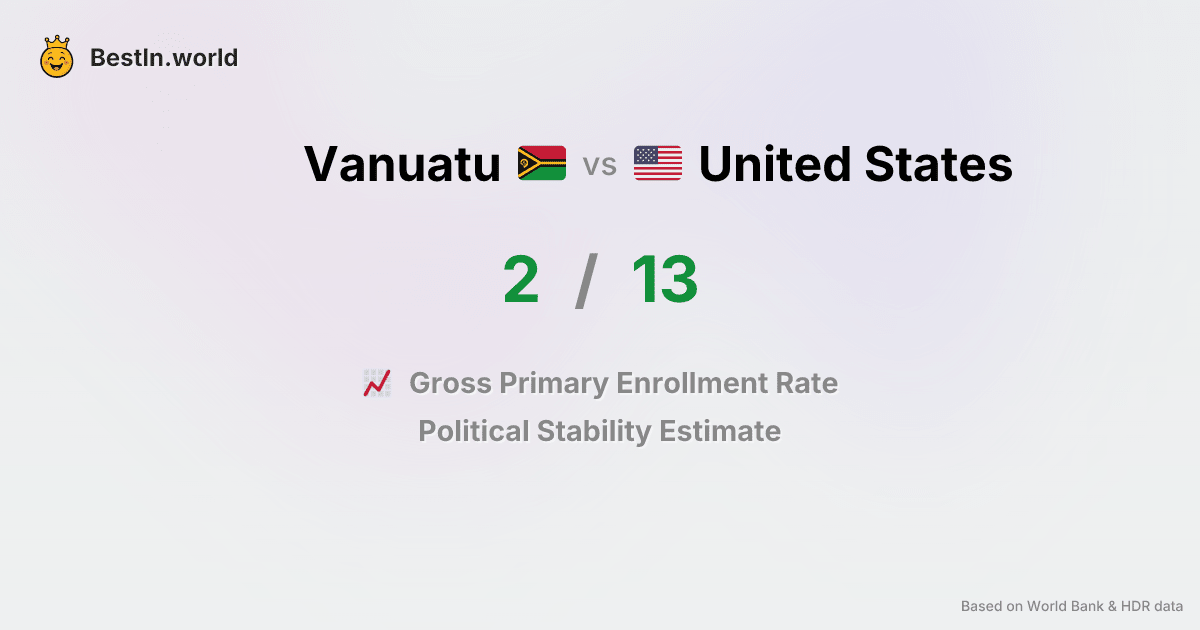 BestIn.world
Vanuatu vs United States
2 / 13
Gross Primary Enrollment Rate
Political Stability Estimate
Based on World Bank & HDR data